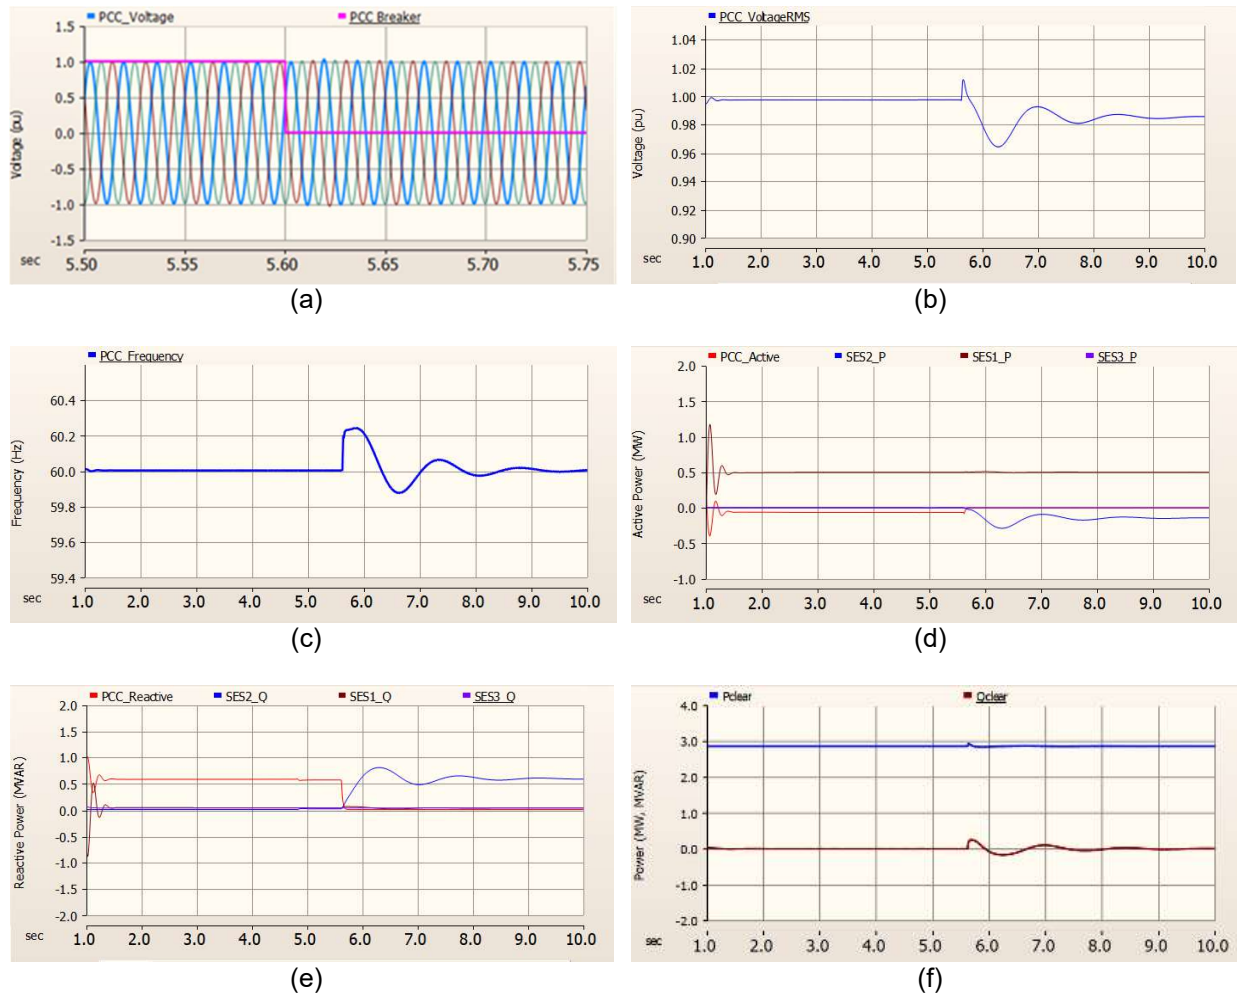 PCC_Voltage PCC Breaker
1.5
1.0
0.5
0.0
-0.5
-1.0
-1.5
Voltage (pu)
sec 5.50 5.55 5.60 5.65 5.70 5.75
(a)
PCC_VoltageRMS
1.04
1.02
1.00
0.98
0.96
0.94
0.92
0.90
Voltage (pu)
sec 1.0 2.0 3.0 4.0 5.0 6.0 7.0 8.0 9.0 10.0
(b)
PCC_Frequency
60.4
60.2
60.0
59.8
59.6
59.4
Frequency (Hz)
sec 1.0 2.0 3.0 4.0 5.0 6.0 7.0 8.0 9.0 10.0
(c)
PCC_Active SES2_P SES1_P SES3_P
2.0
1.5
1.0
0.5
0.0
-0.5
-1.0
Active Power (MW)
sec 1.0 2.0 3.0 4.0 5.0 6.0 7.0 8.0 9.0 10.0
(d)
PCC_Reactive SES2_Q SES1_Q SES3_Q
2.0
1.5
1.0
0.5
0.0
-0.5
-1.0
-1.5
-2.0
Reactive Power (MVAR)
sec 1.0 2.0 3.0 4.0 5.0 6.0 7.0 8.0 9.0 10.0
(e)
Pclear Qclear
4.0
3.0
2.0
1.0
0.0
-1.0
-2.0
Power (MW, MVAR)
sec 1.0 2.0 3.0 4.0 5.0 6.0 7.0 8.0 9.0 10.0
(f)